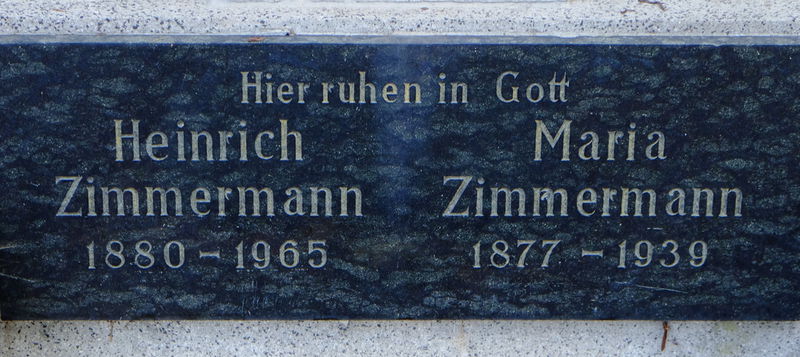 Hier ruhen in Gott
Heinrich Maria
Zimmermann Zimmermann
1880 – 1965 1877 – 1939